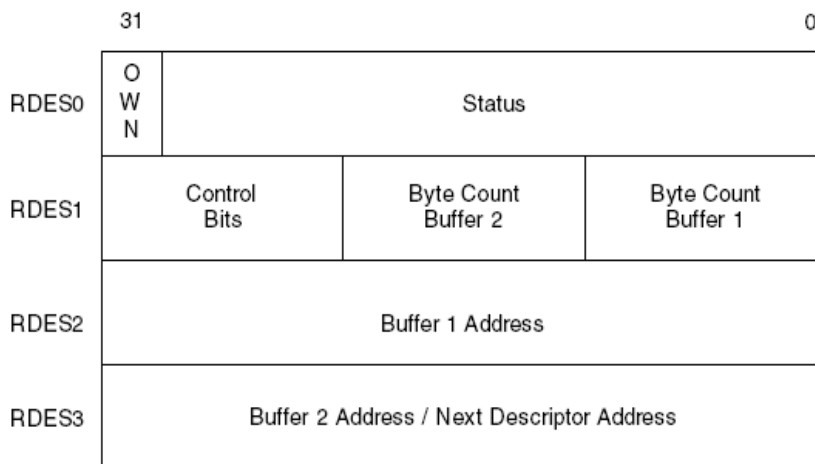 31 0
RDES0
O
W
N
Status
RDES1
Control
Bits
Byte Count
Buffer 2
Byte Count
Buffer 1
RDES2
Buffer 1 Address
RDES3
Buffer 2 Address / Next Descriptor Address